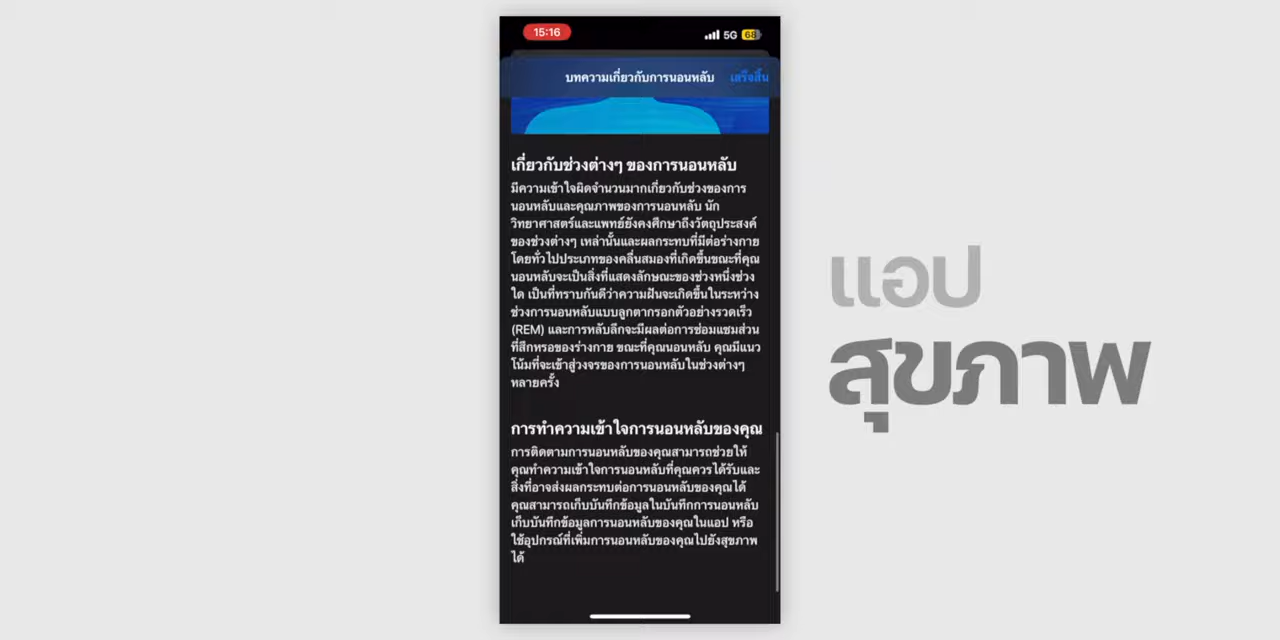 15:16
5G
68
บทความเกี่ยวกับการนอนหลับ
เสร็จสิ้น
เกี่ยวกับช่วงต่างๆ ของการนอนหลับ
มีความเข้าใจผิดจำนวนมากเกี่ยวกับช่วงของการ
นอนหลับและคุณภาพของการนอนหลับ นัก
วิทยาศาสตร์และแพทย์ยังคงศึกษาถึงวัตถุประสงค์
ของช่วงต่างๆ เหล่านั้นและผลกระทบที่มีต่อร่างกาย
โดยทั่วไปประเภทของคลื่นสมองที่เกิดขึ้นขณะที่คุณ
นอนหลับจะเป็นสิ่งที่แสดงลักษณะของช่วงหนึ่งช่วง
ใด เป็นที่ทราบกันดีว่าความฝันจะเกิดขึ้นในระหว่าง
ช่วงการนอนหลับแบบลูกตากรอกตัวอย่างรวดเร็ว
(REM) และการหลับลึกจะมีผลต่อการซ่อมแซมส่วน
ที่สึกหรอของร่างกาย ขณะที่คุณนอนหลับ คุณมีแนว
โน้มที่จะเข้าสู่วงจรของการนอนหลับในช่วงต่างๆ
หลายครั้ง
การทำความเข้าใจการนอนหลับของคุณ
การติดตามการนอนหลับของคุณสามารถช่วยให้
คุณทำความเข้าใจการนอนหลับที่คุณควรได้รับและ
สิ่งที่อาจส่งผลกระทบต่อการนอนหลับของคุณได้
คุณสามารถเก็บบันทึกข้อมูลในบันทึกการนอนหลับ
เก็บบันทึกข้อมูลการนอนหลับของคุณในแอป หรือ
ใช้อุปกรณ์ที่เพิ่มการนอนหลับของคุณไปยังสุขภาพ
ได้
แอป
สุขภาพ